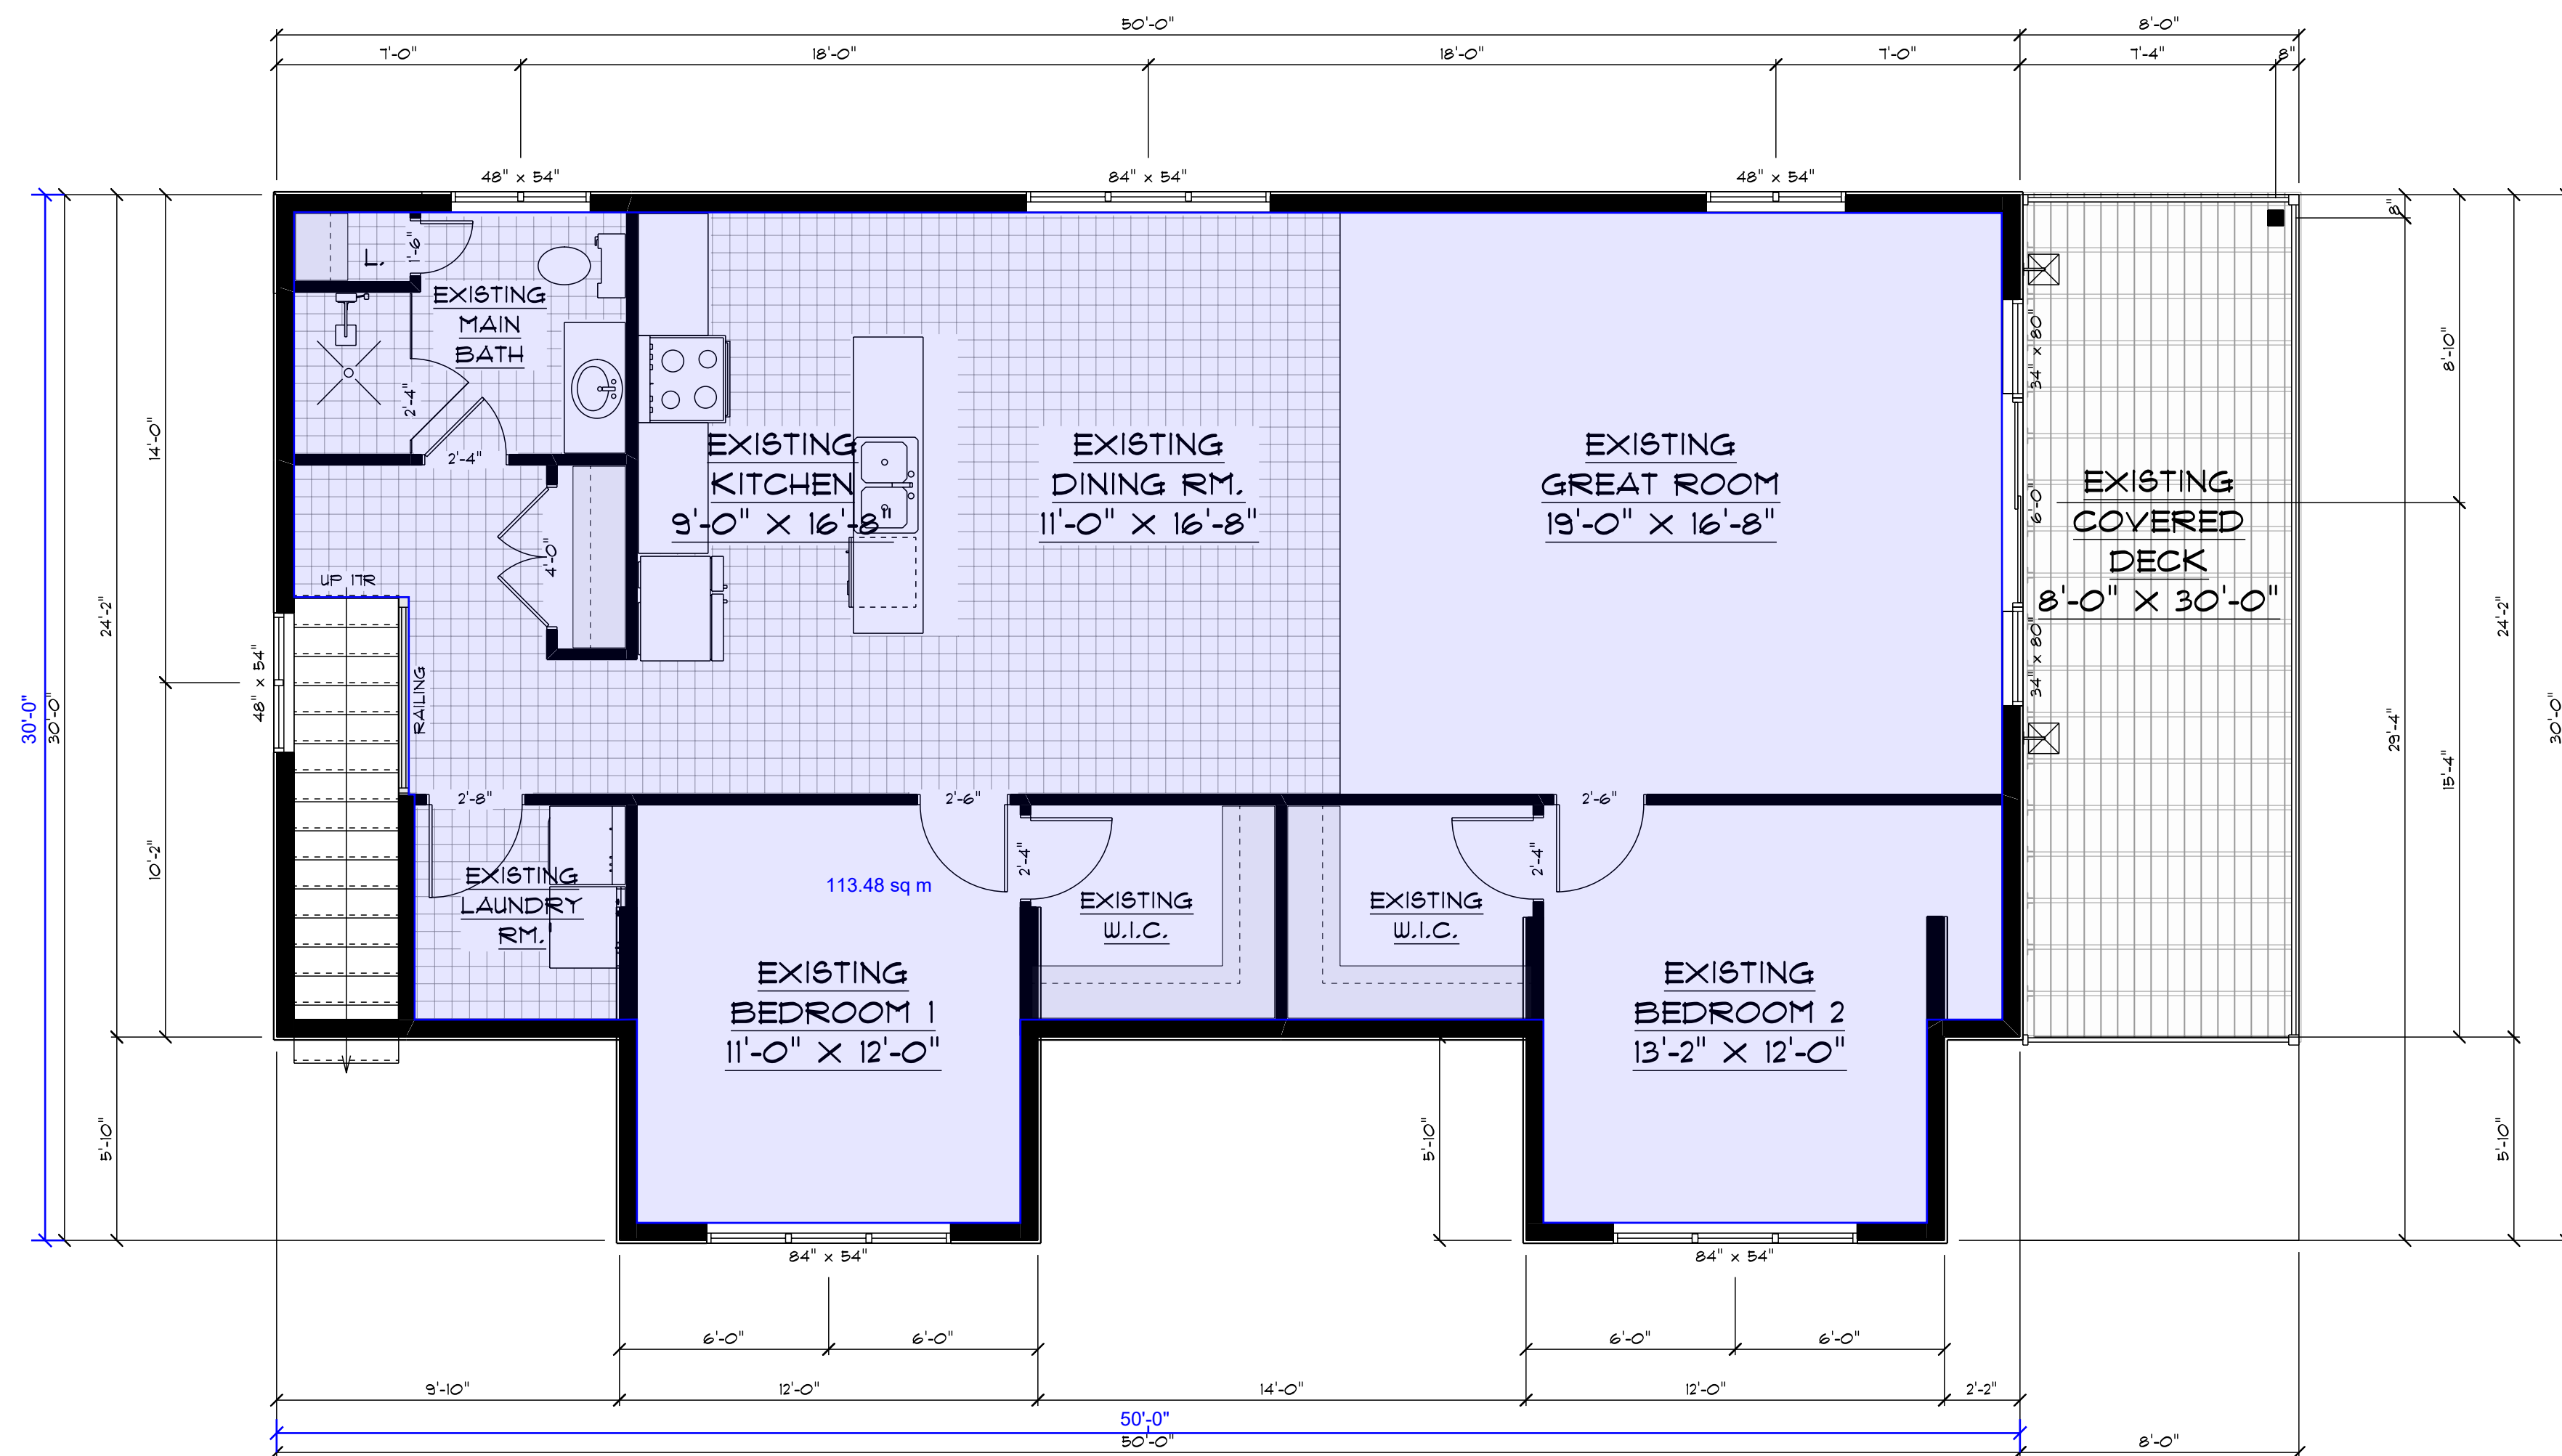 50'-0"
8'-0"
7'-0"
18'-0"
18'-0"
7'-0"
7'-4"
8"
48" x 54"
84" x 54"
48" x 54"
8"
L.
1'-6"
EXISTING
MAIN
BATH
2'-4"
2'-4"
34" x 80"
8'-10"
14'-0"
EXISTING
KITCHEN
9'-0" X 16'-8"
EXISTING
DINING RM.
11'-0" X 16'-8"
EXISTING
GREAT ROOM
19'-0" X 16'-8"
6'-0"
EXISTING
COVERED
DECK
8'-0" X 30'-0"
4'-0"
UP 17R
24'-2"
24'-2"
34" x 80"
48" x 54"
RAILING
30'-0"
30'-0"
29'-4"
15'-4"
30'-0"
2'-8"
2'-6"
2'-6"
10'-2"
2'-4"
2'-4"
113.48 sq m
EXISTING
LAUNDRY
RM.
EXISTING
W.I.C.
EXISTING
W.I.C.
EXISTING
BEDROOM 1
11'-0" X 12'-0"
EXISTING
BEDROOM 2
13'-2" X 12'-0"
5'-10"
5'-10"
5'-10"
84" x 54"
84" x 54"
6'-0"
6'-0"
6'-0"
6'-0"
9'-10"
12'-0"
14'-0"
12'-0"
2'-2"
50'-0"
50'-0"
8'-0"